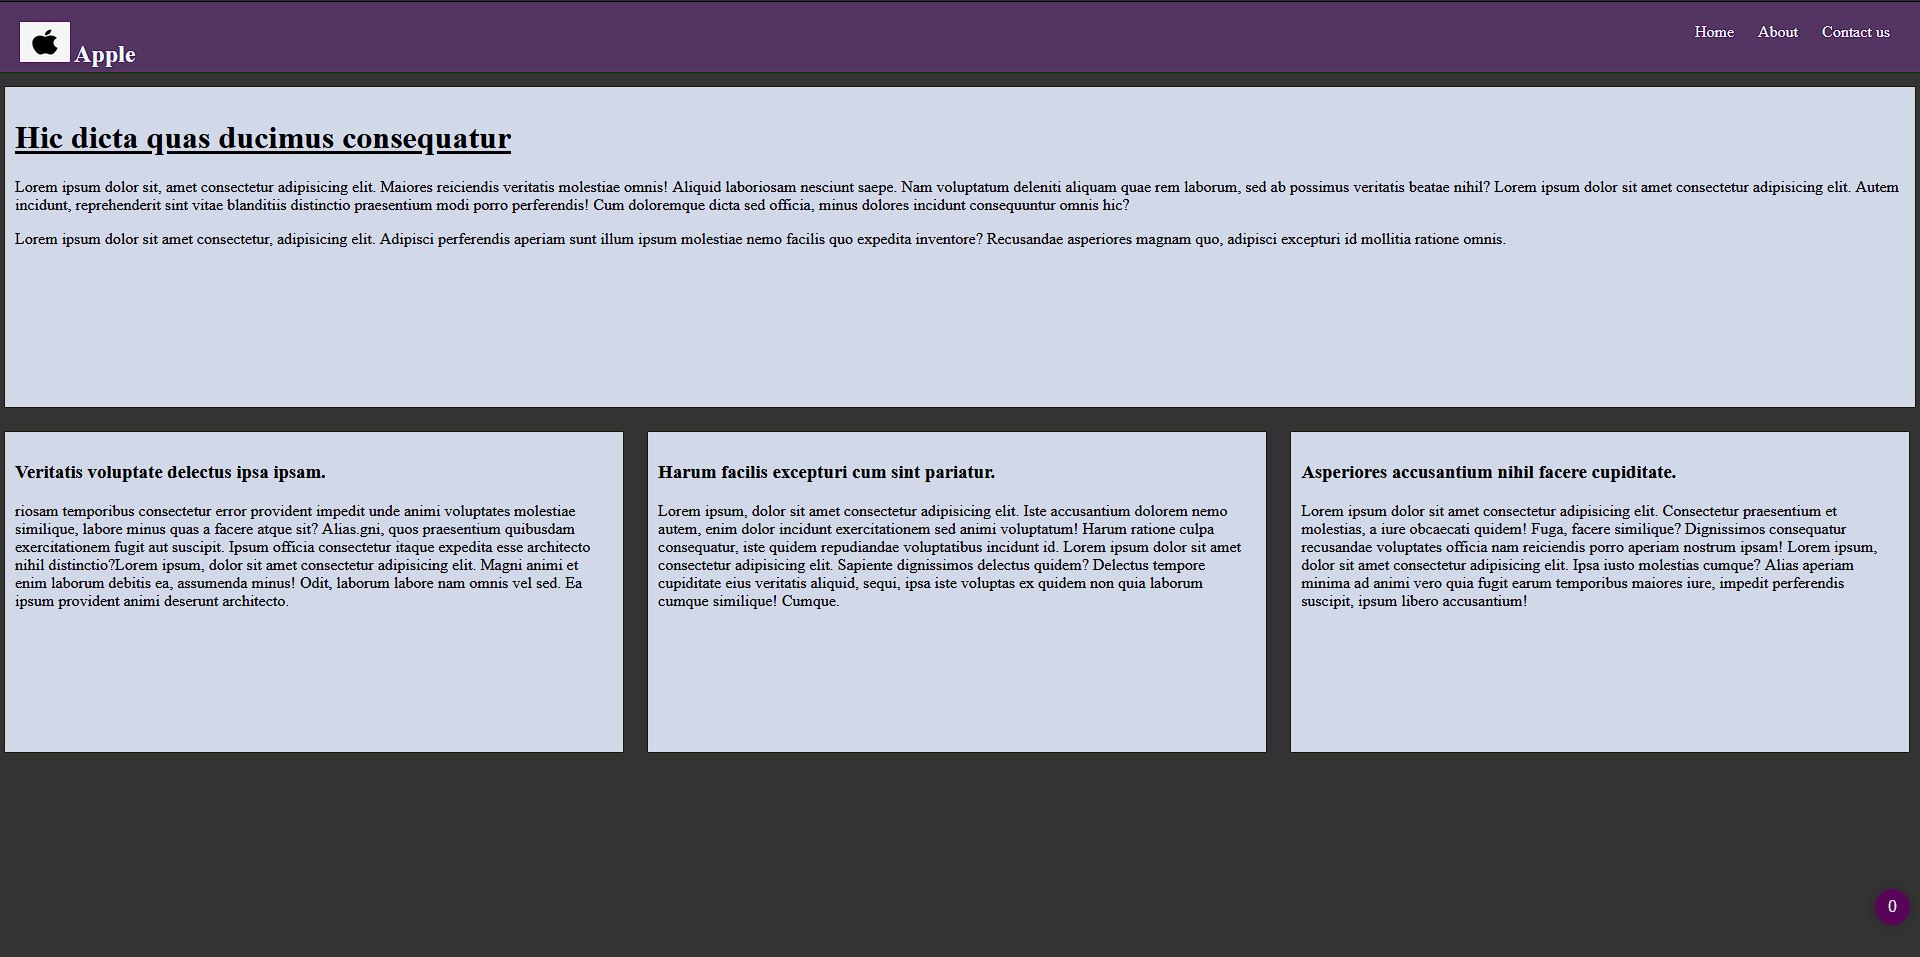 Apple
Home About Contact us
Hic dicta quas ducimus consequatur
Lorem ipsum dolor sit, amet consectetur adipisicing elit. Maiores reiciendis veritatis molestiae omnis! Aliquid laboriosam nesciunt saepe. Nam voluptatum deleniti aliquam quae rem laborum, sed ab possimus veritatis beatae nihil? Lorem ipsum dolor sit amet consectetur adipisicing elit. Autem
incidunt, reprehenderit sint vitae blanditiis distinctio praesentium modi porro perferendis! Cum doloremque dicta sed officia, minus dolores incidunt consequuntur omnis hic?
Lorem ipsum dolor sit amet consectetur, adipisicing elit. Adipisci perferendis aperiam sunt illum ipsum molestiae nemo facilis quo expedita inventore? Recusandae asperiores magnam quo, adipisci excepturi id mollitia ratione omnis.
Veritatis voluptate delectus ipsa ipsam.
riosam temporibus consectetur error provident impedit unde animi voluptates molestiae
similique, labore minus quas a facere atque sit? Alias.gni, quos praesentium quibusdam
exercitationem fugit aut suscipit. Ipsum officia consectetur itaque expedita esse architecto
nihil distinctio?Lorem ipsum, dolor sit amet consectetur adipisicing elit. Magni animi et
enim laborum debitis ea, assumenda minus! Odit, laborum labore nam omnis vel sed. Ea
ipsum provident animi deserunt architecto.
Harum facilis excepturi cum sint pariatur.
Lorem ipsum, dolor sit amet consectetur adipisicing elit. Iste accusantium dolorem nemo
autem, enim dolor incidunt exercitationem sed animi voluptatum! Harum ratione culpa
consequatur, iste quidem repudiandae voluptatibus incidunt id. Lorem ipsum dolor sit amet
consectetur adipisicing elit. Sapiente dignissimos delectus quidem? Delectus tempore
cupiditate eius veritatis aliquid, sequi, ipsa iste voluptas ex quidem non quia laborum
cumque similique! Cumque.
Asperiores accusantium nihil facere cupiditate.
Lorem ipsum dolor sit amet consectetur adipisicing elit. Consectetur praesentium et
molestias, a iure obcaecati quidem! Fuga, facere similique? Dignissimos consequatur
recusandae voluptates officia nam reiciendis porro aperiam nostrum ipsam! Lorem ipsum,
dolor sit amet consectetur adipisicing elit. Ipsa iusto molestias cumque? Alias aperiam
minima ad animi vero quia fugit earum temporibus maiores iure, impedit perferendis
suscipit, ipsum libero accusantium!
0